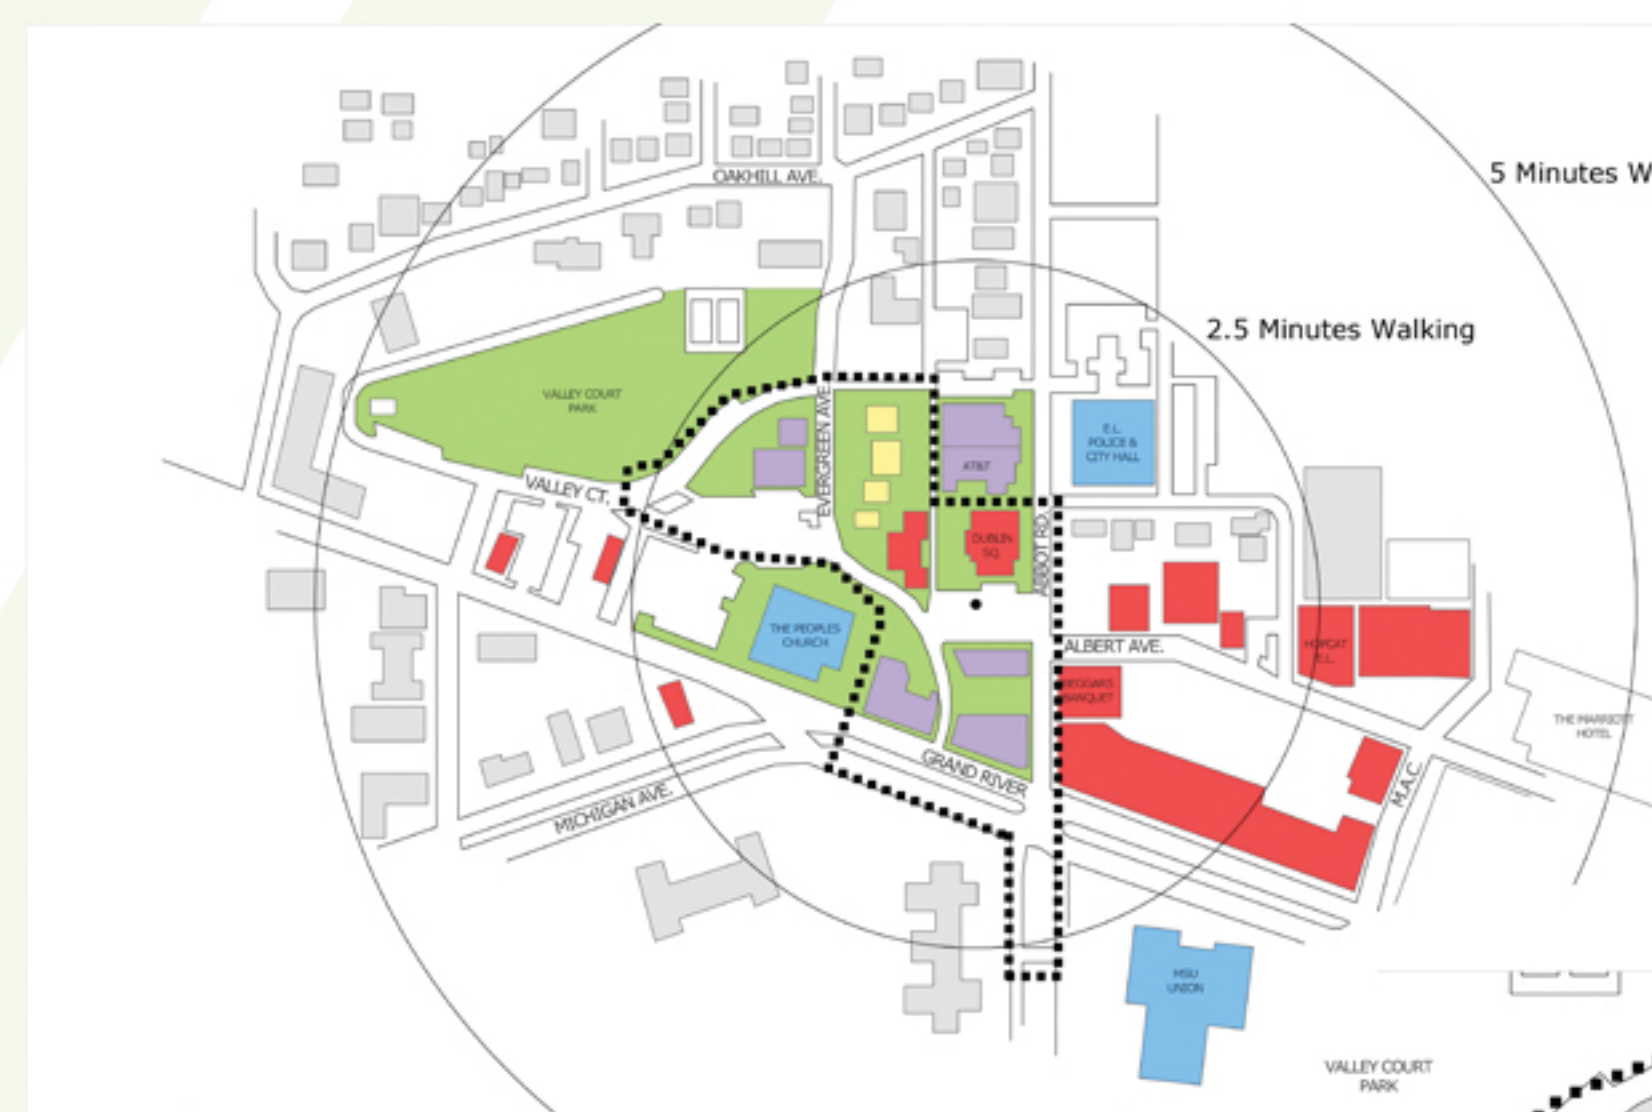 5 Minutes W
OAKHILL AVE.
2.5 Minutes Walking
VALLEY COURT
PARK
EVERGREEN AVE.
E.L.
POLICE &
CITY HALL
AT&T
VALLEY CT.
DUBLIN
SQ.
ABBOT RD.
THE PEOPLES
CHURCH
ALBERT AVE.
HOPCAT
E.L.
BEGGARS
BANQUET
THE MARRIOTT
HOTEL
GRAND RIVER
M.A.C.
MICHIGAN AVE.
MSU
UNION
VALLEY COURT
PARK